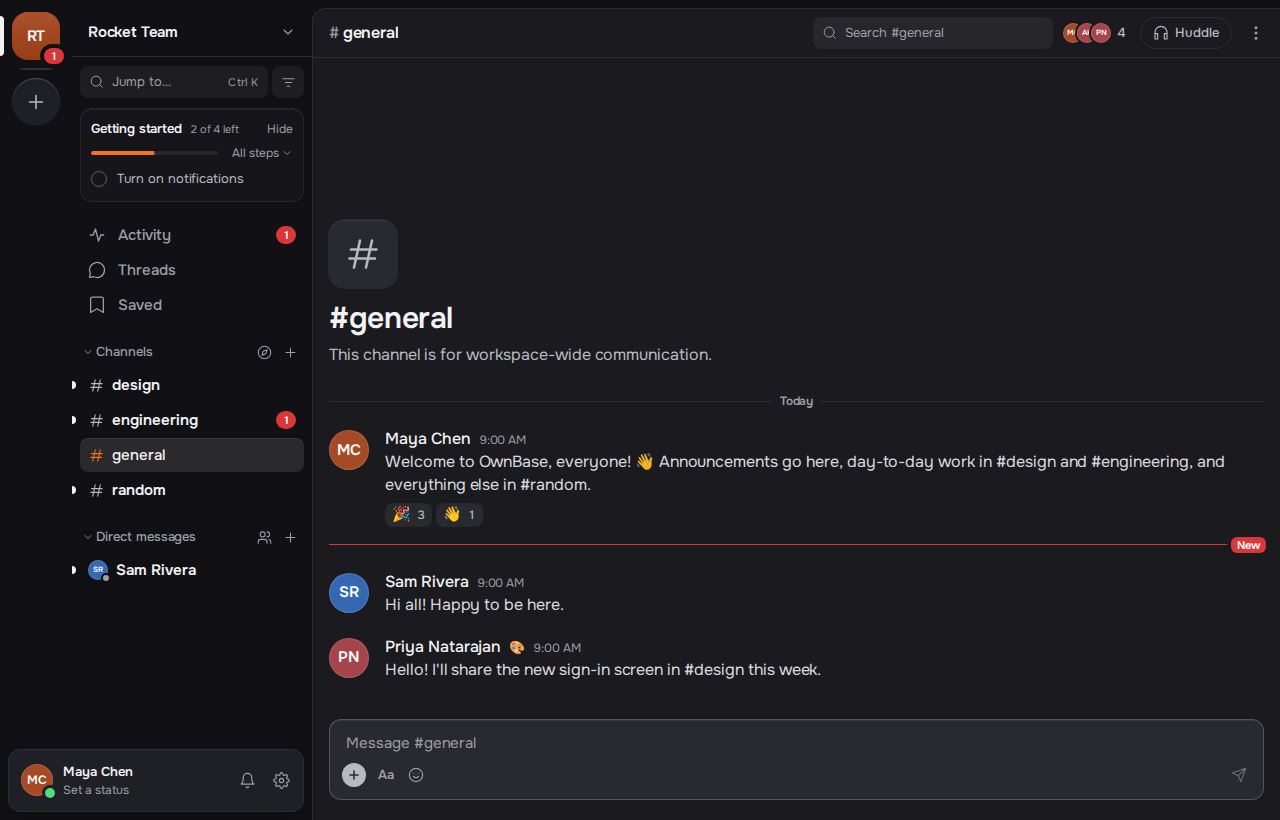 RT
1
Rocket Team
Jump to...
Ctrl K
Getting started
2 of 4 left
Hide
All steps
Turn on notifications
Activity
1
Threads
Saved
Channels
# design
# engineering
1
# general
# random
Direct messages
SR
Sam Rivera
MC
Maya Chen
Set a status
# general
Search #general
PN
4
Huddle
#
#general
This channel is for workspace-wide communication.
Today
MC
Maya Chen 9:00 AM
Welcome to OwnBase, everyone! 👋 Announcements go here, day-to-day work in #design and #engineering, and
everything else in #random.
🎉 3 👋 1
New
SR
Sam Rivera 9:00 AM
Hi all! Happy to be here.
PN
Priya Natarajan 🎨 9:00 AM
Hello! I'll share the new sign-in screen in #design this week.
Message #general
Aa